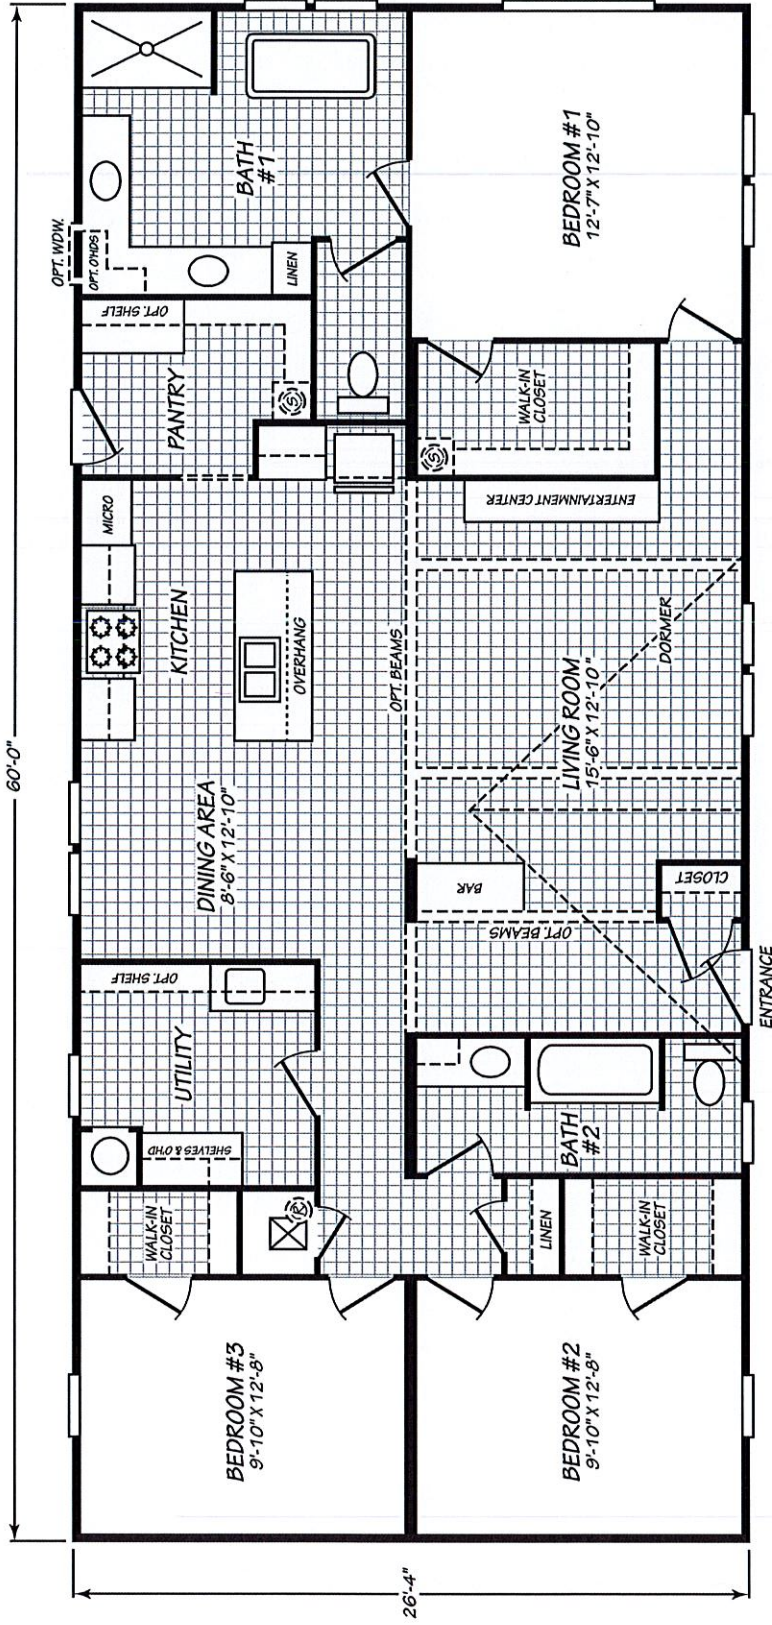 60'-0"
26'-4"
BEDROOM #3
9'-10" X 12'-8"
WALK-IN
CLOSET
SHELVES & O'HD
UTILITY
OPT. SHELF
DINING AREA
8'-6" X 12'-10"
KITCHEN
OVERHANG
MICRO
PANTRY
OPT. SHELF
S
OPT. WDW.
OPT. O'HDS
LINEN
BATH
#1
BEDROOM #2
9'-10" X 12'-8"
WALK-IN
CLOSET
LINEN
BATH
#2
OPT. BEAMS
BAR
OPT. BEAMS
CLOSET
ENTRANCE
LIVING ROOM
15'-6" X 12'-10"
DORMER
ENTERTAINMENT CENTER
S
WALK-IN
CLOSET
BEDROOM #1
12'-7" X 12'-10"